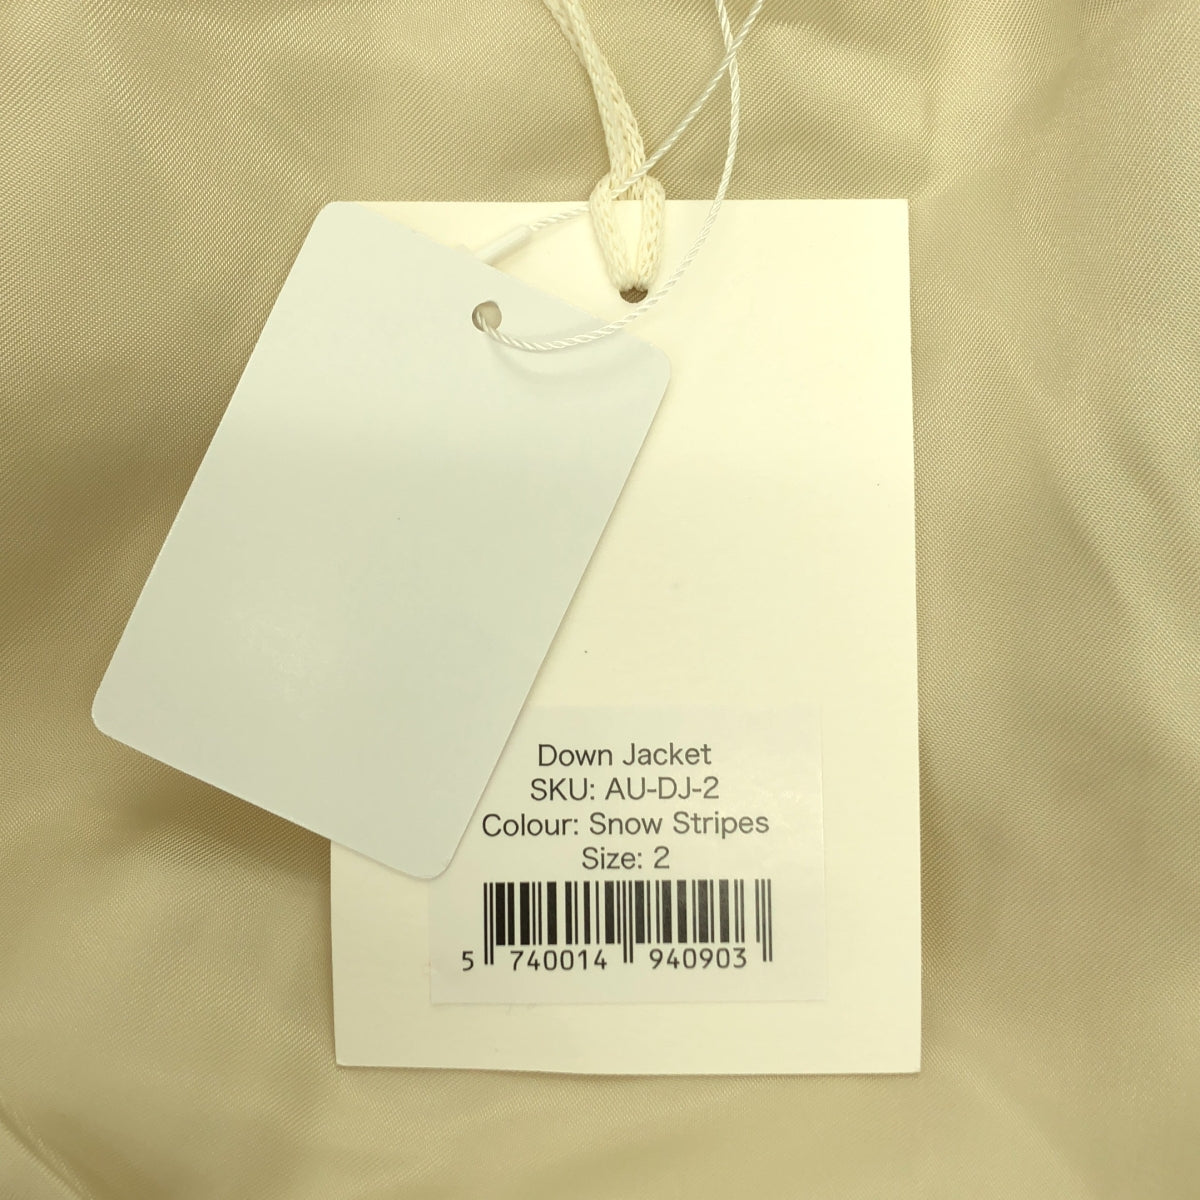 Down Jacket
SKU: AU-DJ-2
Colour: Snow Stripes
Size: 2
5 740014 940903